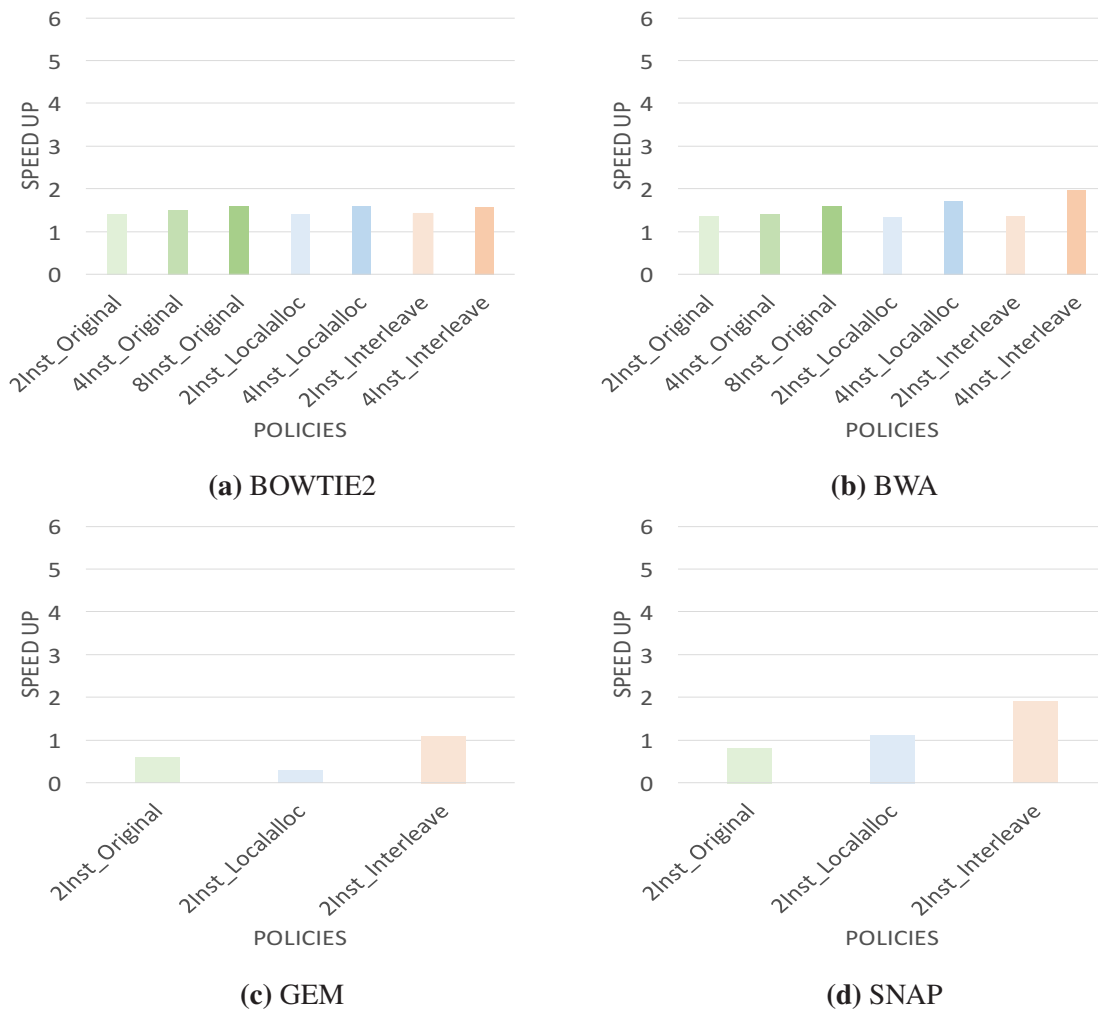 6
5
4
3
2
1
0
SPEED UP
2Inst_Original
4Inst_Original
8Inst_Original
2Inst_Localalloc
4Inst_Localalloc
2Inst_Interleave
4Inst_Interleave
POLICIES
(a) BOWTIE2
6
5
4
3
2
1
0
SPEED UP
2Inst_Original
4Inst_Original
8Inst_Original
2Inst_Localalloc
4Inst_Localalloc
2Inst_Interleave
4Inst_Interleave
POLICIES
(b) BWA
6
5
4
3
2
1
0
SPEED UP
2Inst_Original
2Inst_Localalloc
2Inst_Interleave
POLICIES
(c) GEM
6
5
4
3
2
1
0
SPEED UP
2Inst_Original
2Inst_Localalloc
2Inst_Interleave
POLICIES
(d) SNAP